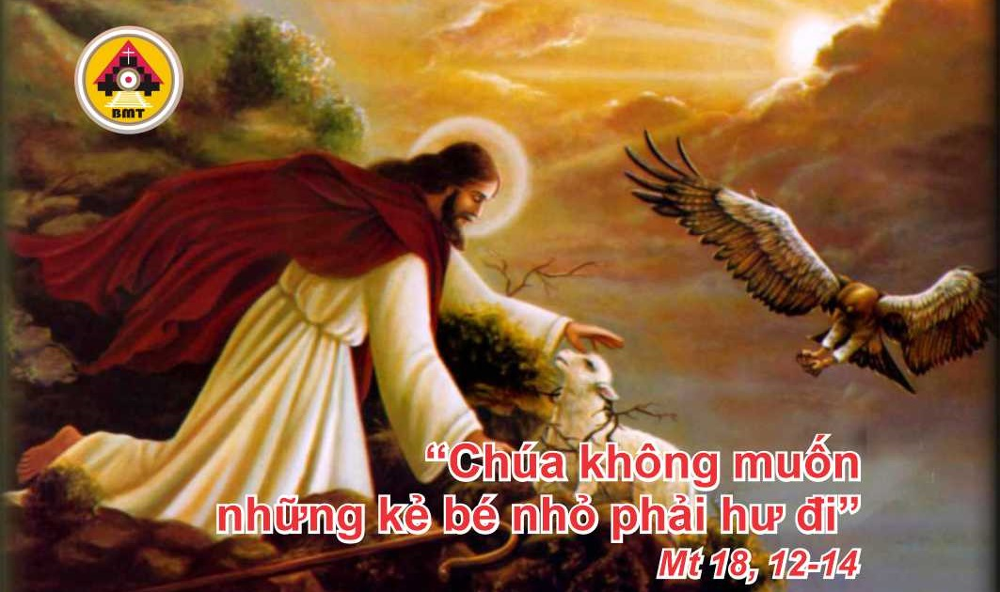 BMT
“Chúa không muốn
những kẻ bé nhỏ phải hư đi”
Mt 18, 12-14